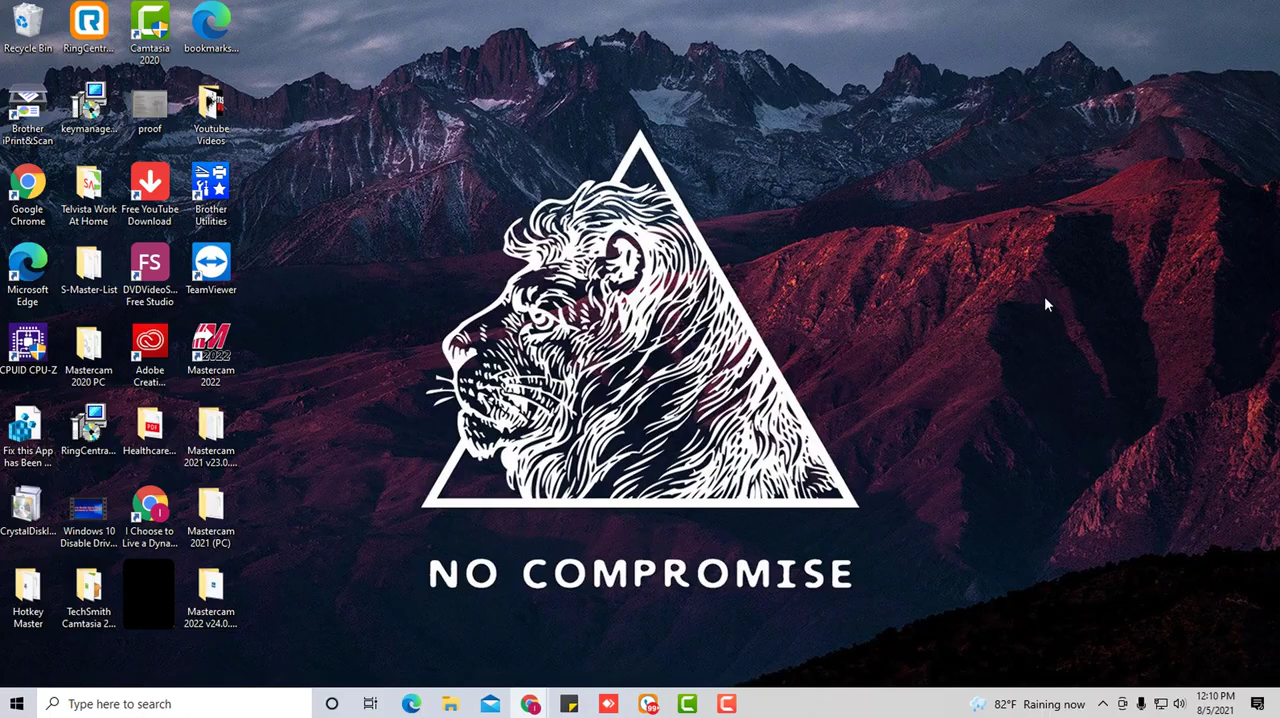 Recycle Bin
RingCentr...
Camtasia
2020
bookmarks...
Brother
iPrint&Scan
keymanage...
proof
Youtube
Videos
Google
Chrome
Telvista Work
At Home
Free YouTube
Download
Brother
Utilities
Microsoft
Edge
S-Master-List
FS
DVDVideoS...
Free Studio
TeamViewer
CPUID CPU-Z
Mastercam
2020 PC
Adobe
Creati...
2022
Mastercam
2022
Fix this App
has Been ...
RingCentra...
PDF
Healthcare...
Mastercam
2021 v23.0....
CrystalDiskI...
Windows 10
Disable Driv...
I Choose to
Live a Dyna...
Mastercam
2021 (PC)
Hotkey
Master
TechSmith
Camtasia 2...
Mastercam
2022 v24.0....
NO COMPROMISE
Type here to search
99+
82°F Raining now
12:10 PM
8/5/2021